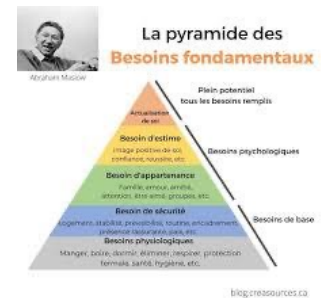 La pyramide des
Besoins fondamentaux
Abraham Maslow
Plein potentiel
tous les besoins remplis
Actualisation
de soi
Besoin d'estime
Image positive de soi,
confiance, réussite, etc.
Besoins psychologiques
Besoin d'appartenance
Famille, amour, amitié,
attention, être aimé, groupes, etc.
Besoin de sécurité
Logement, stabilité, prévisibilité, routine, encadrement,
présence rassurante, paix, etc.
Besoins de base
Besoins physiologiques
Manger, boire, dormir, éliminer, respirer, protection
santé, hygiène, etc.
blog.creasources.ca